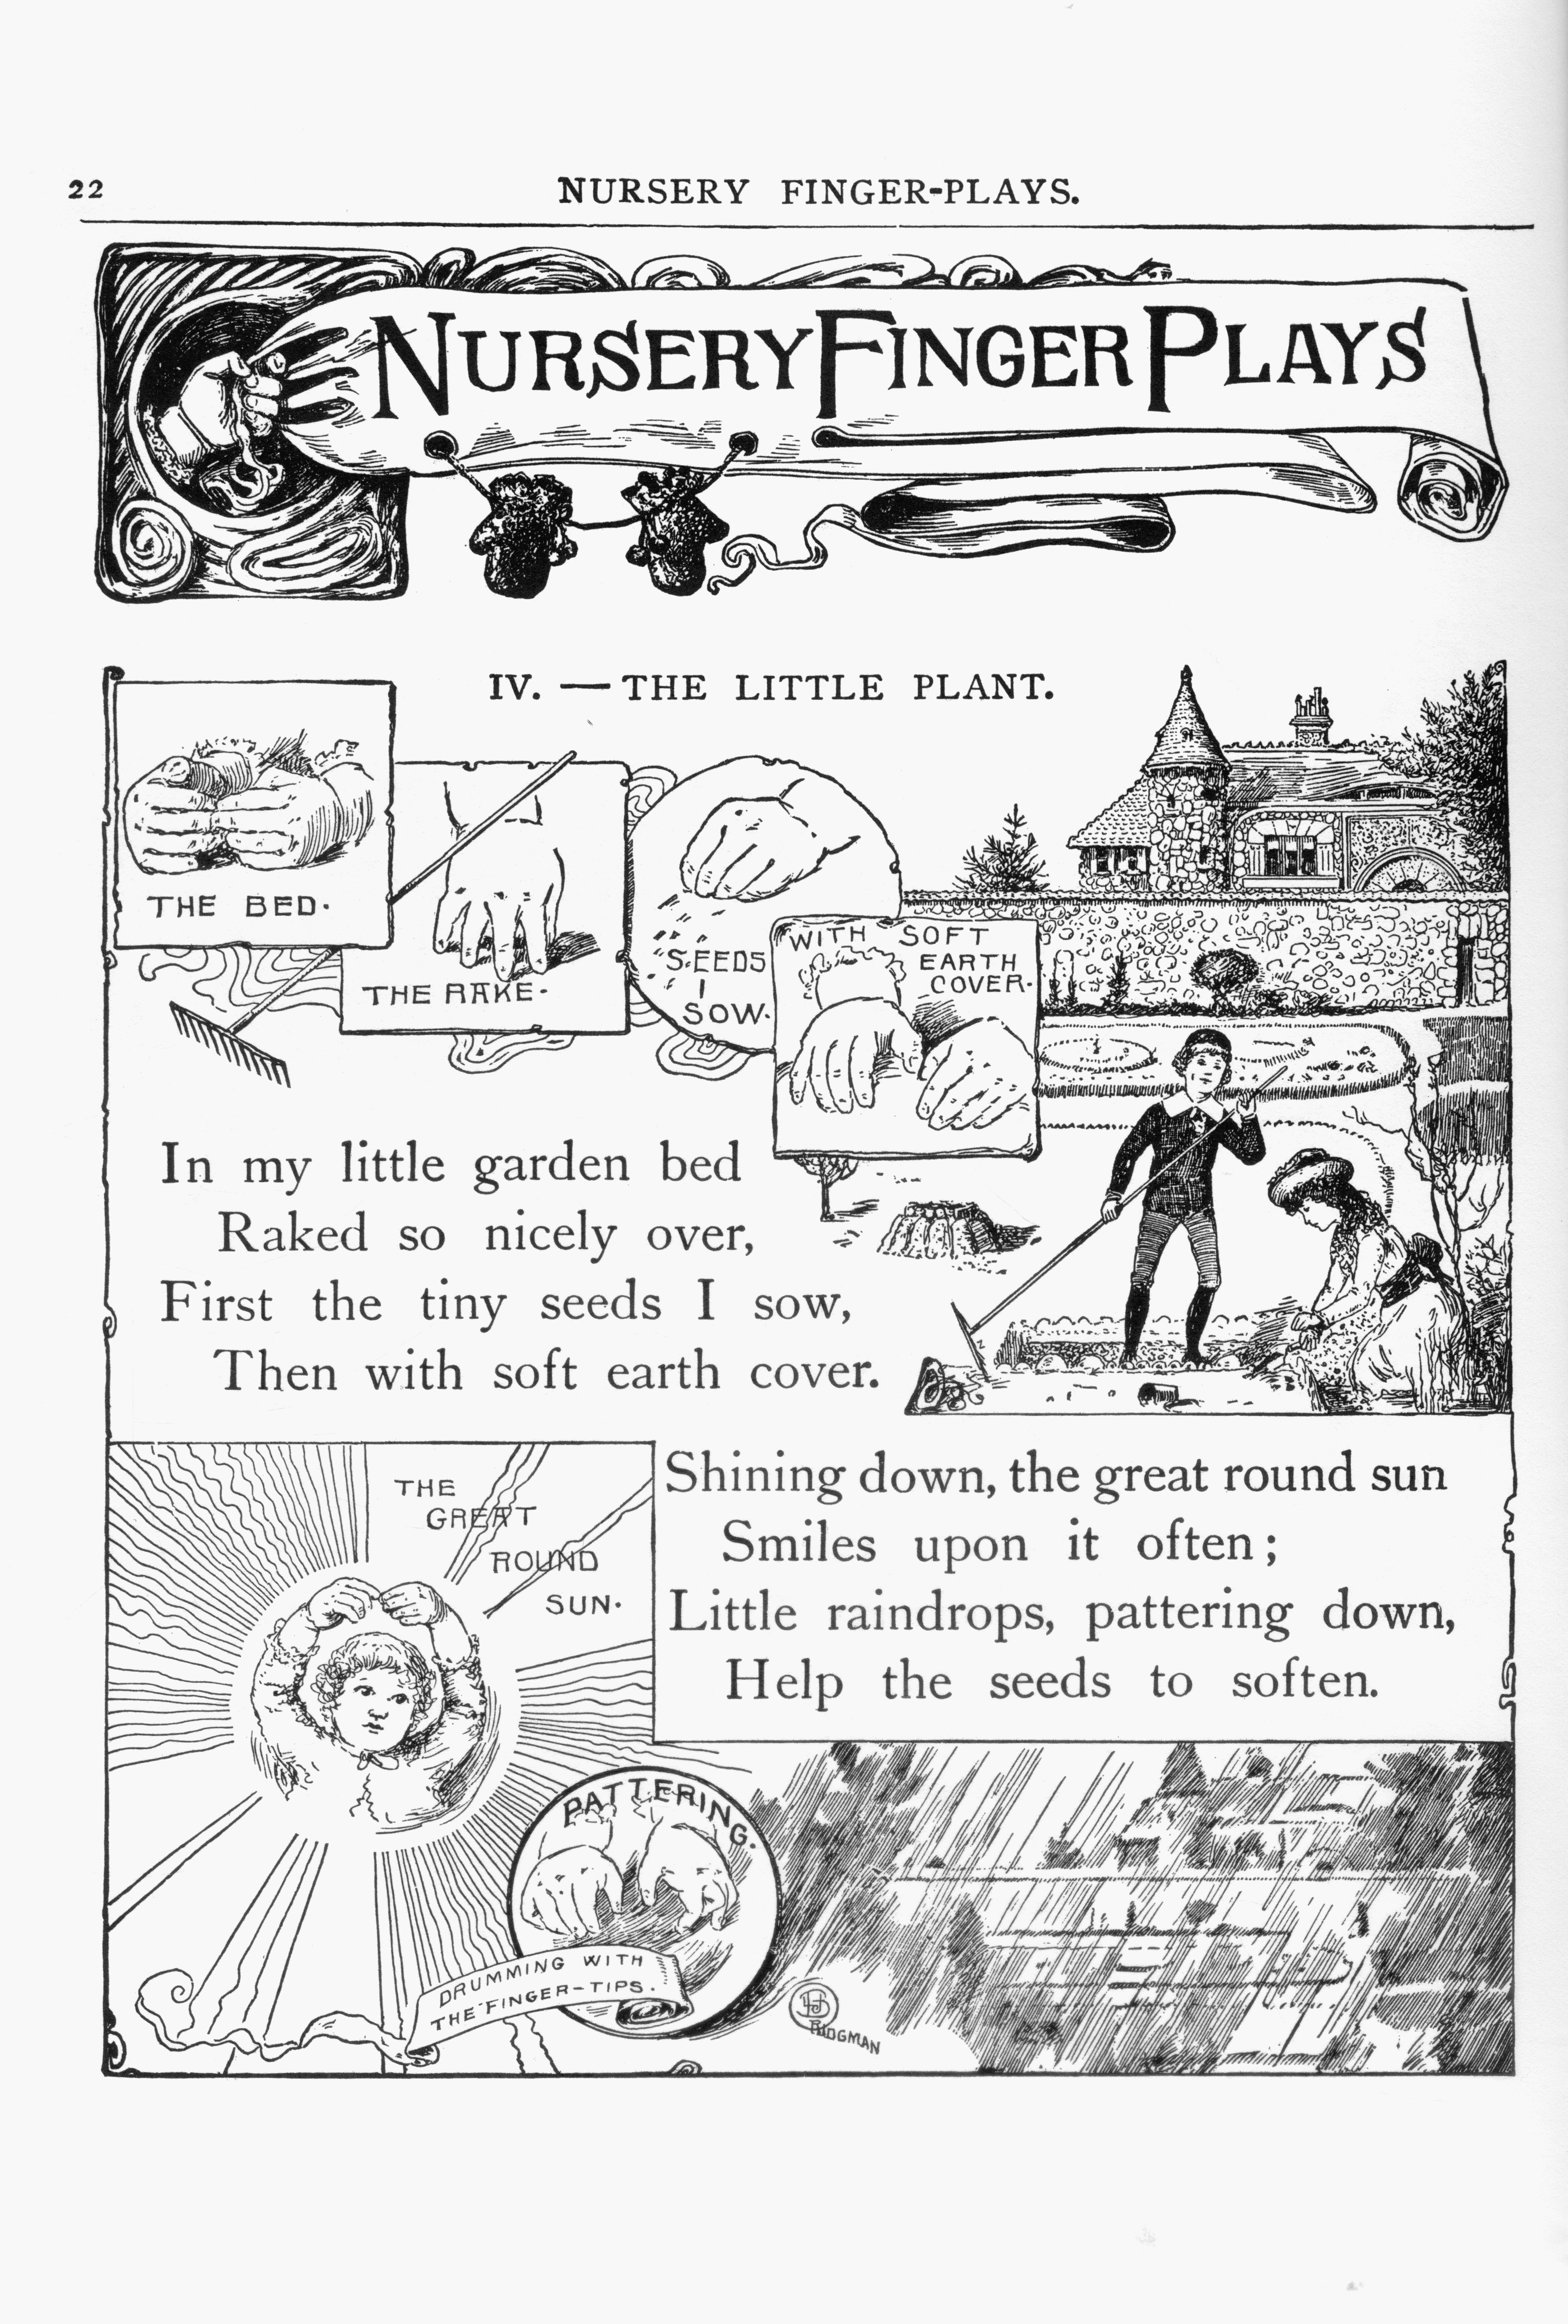 22
NURSERY FINGER-PLAYS.
NURSERY FINGER PLAYS
IV. — THE LITTLE PLANT.
THE BED.
THE RAKE.
SEEDS
I
SOW.
WITH SOFT
EARTH
COVER.
In my little garden bed
Raked so nicely over,
First the tiny seeds I sow,
Then with soft earth cover.
THE
GREAT
ROUND
SUN.
Shining down, the great round sun
Smiles upon it often;
Little raindrops, pattering down,
Help the seeds to soften.
PATTERING.
DRUMMING WITH
THE FINGER-TIPS.
BRIDGMAN